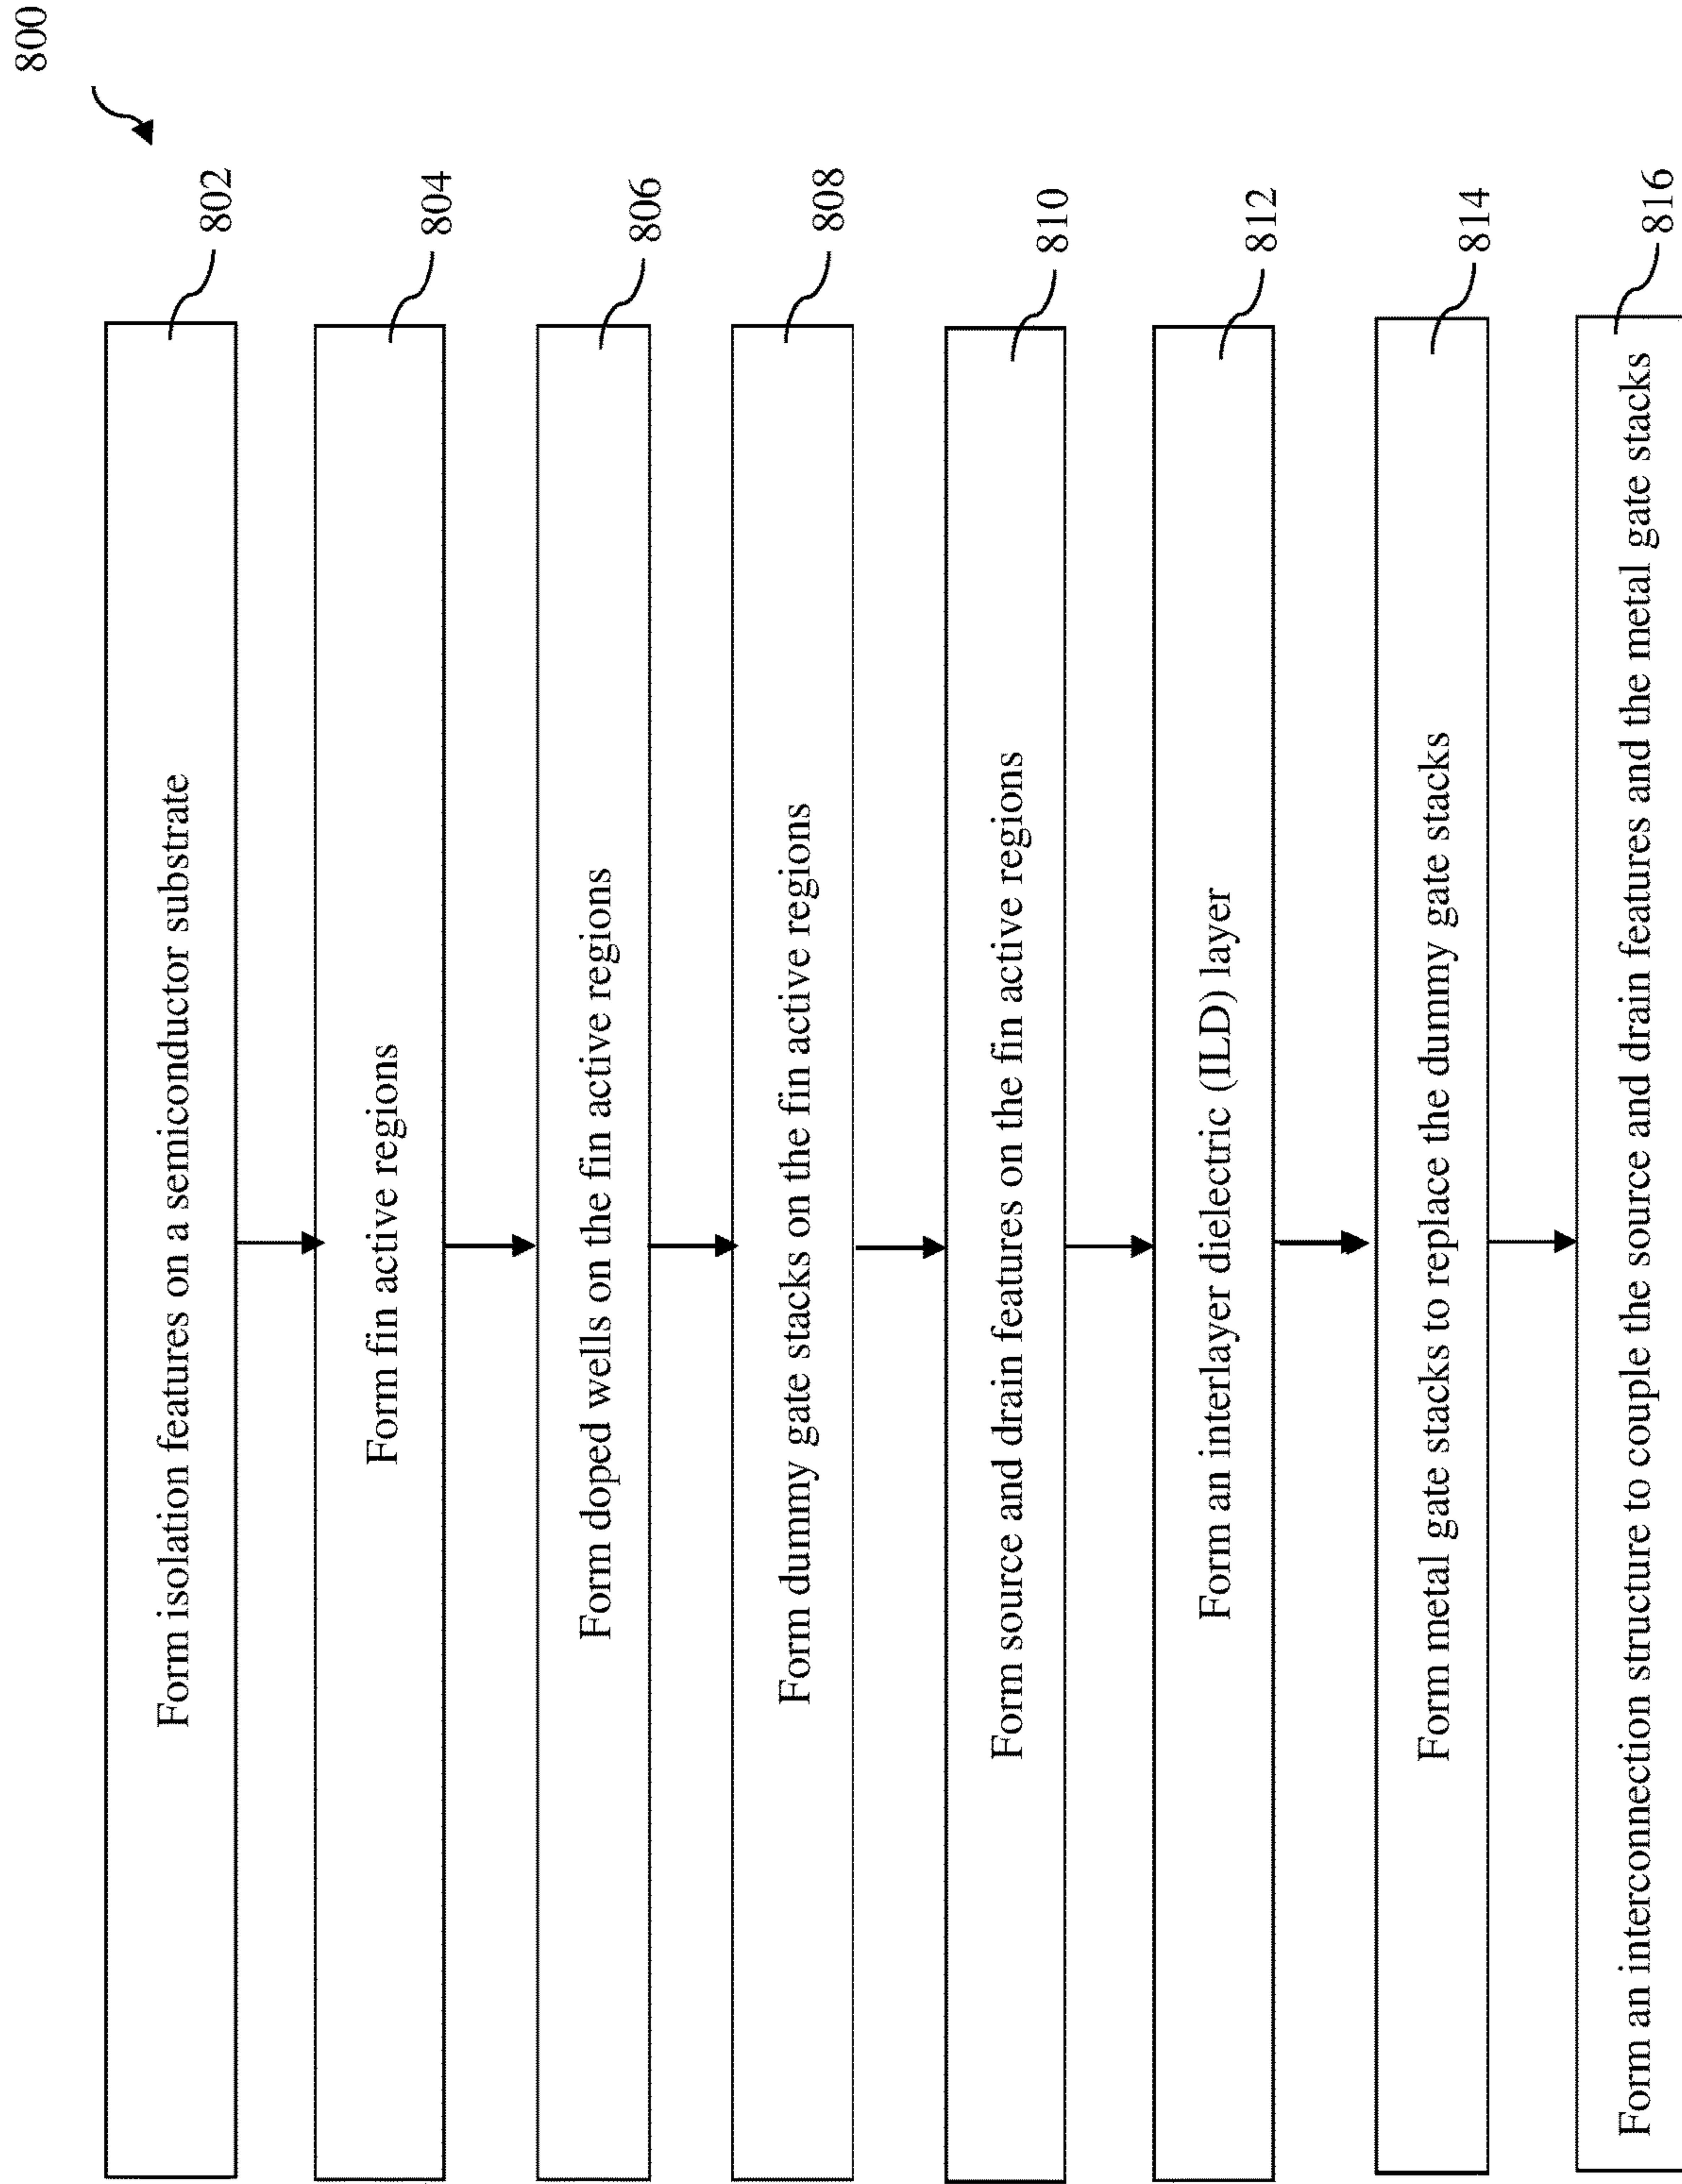 800
Form isolation features on a semiconductor substrate
802
Form fin active regions
804
Form doped wells on the fin active regions
806
Form dummy gate stacks on the fin active regions
808
Form source and drain features on the fin active regions
810
Form an interlayer dielectric (ILD) layer
812
Form metal gate stacks to replace the dummy gate stacks
814
Form an interconnection structure to couple the source and drain features and the metal gate stacks
816